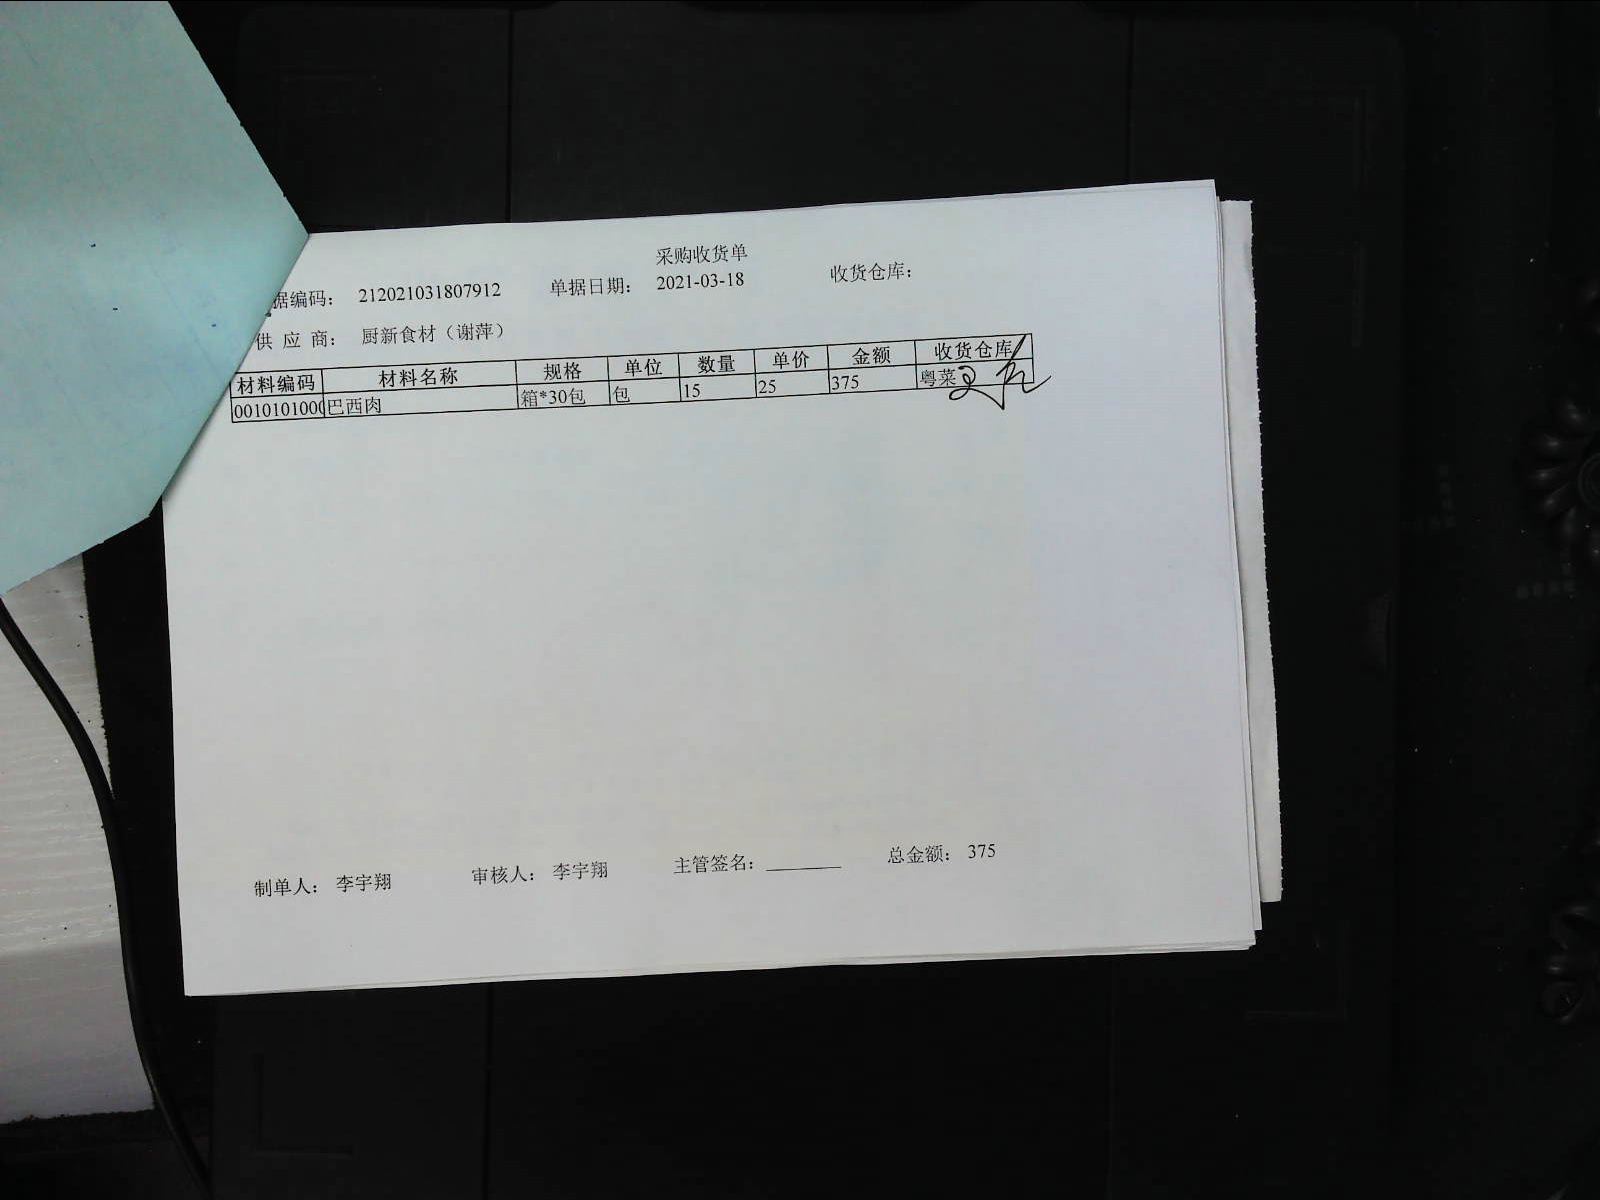 采购收货单
据编码： 212021031807912 单据日期： 2021-03-18 收货仓库：
供 应 商： 厨新食材（谢萍）
材料编码 材料名称 规格 单位 数量 单价 金额 收货仓库
001010100 巴西肉 箱*30包 包 15 25 375 粤菜
制单人： 李宇翔 审核人： 李宇翔 主管签名： 总金额： 375